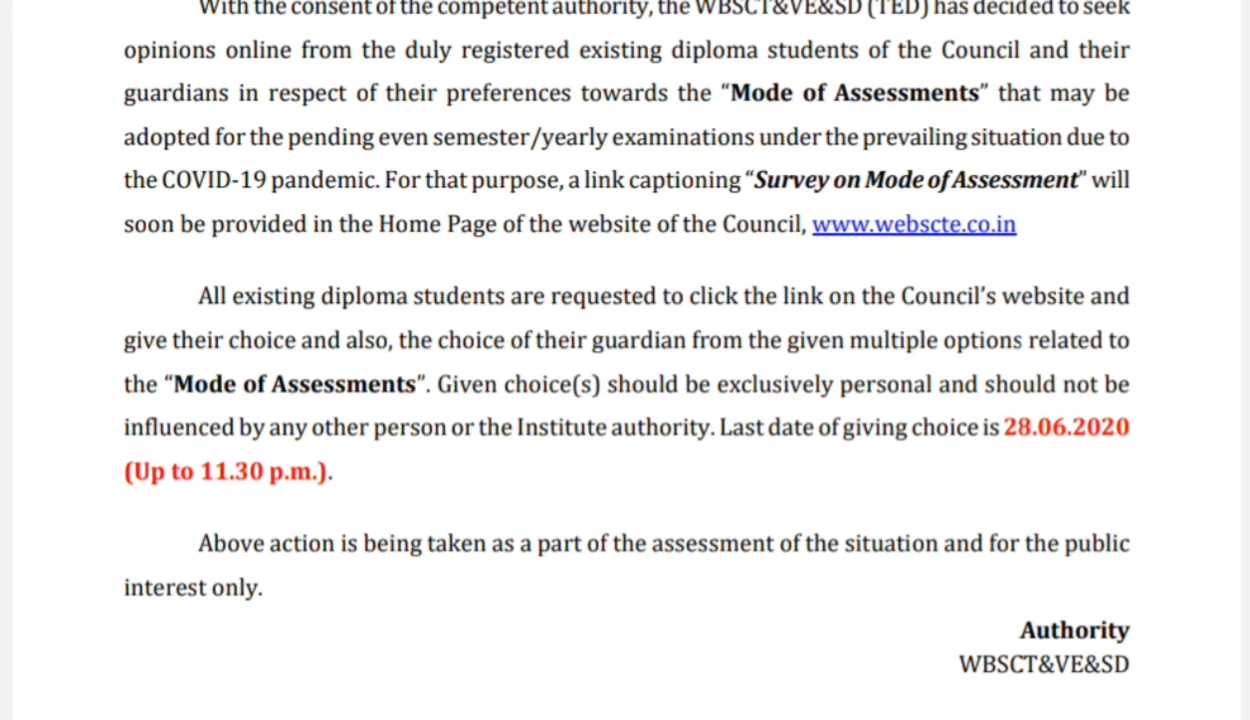 With the consent of the competent authority, the WBSCT&VE&SD (TED) has decided to seek
opinions online from the duly registered existing diploma students of the Council and their
guardians in respect of their preferences towards the “Mode of Assessments” that may be
adopted for the pending even semester/yearly examinations under the prevailing situation due to
the COVID-19 pandemic. For that purpose, a link captioning “Survey on Mode of Assessment” will
soon be provided in the Home Page of the website of the Council, www.webscte.co.in
All existing diploma students are requested to click the link on the Council’s website and
give their choice and also, the choice of their guardian from the given multiple options related to
the “Mode of Assessments”. Given choice(s) should be exclusively personal and should not be
influenced by any other person or the Institute authority. Last date of giving choice is 28.06.2020
(Up to 11.30 p.m.).
Above action is being taken as a part of the assessment of the situation and for the public
interest only.
Authority
WBSCT&VE&SD